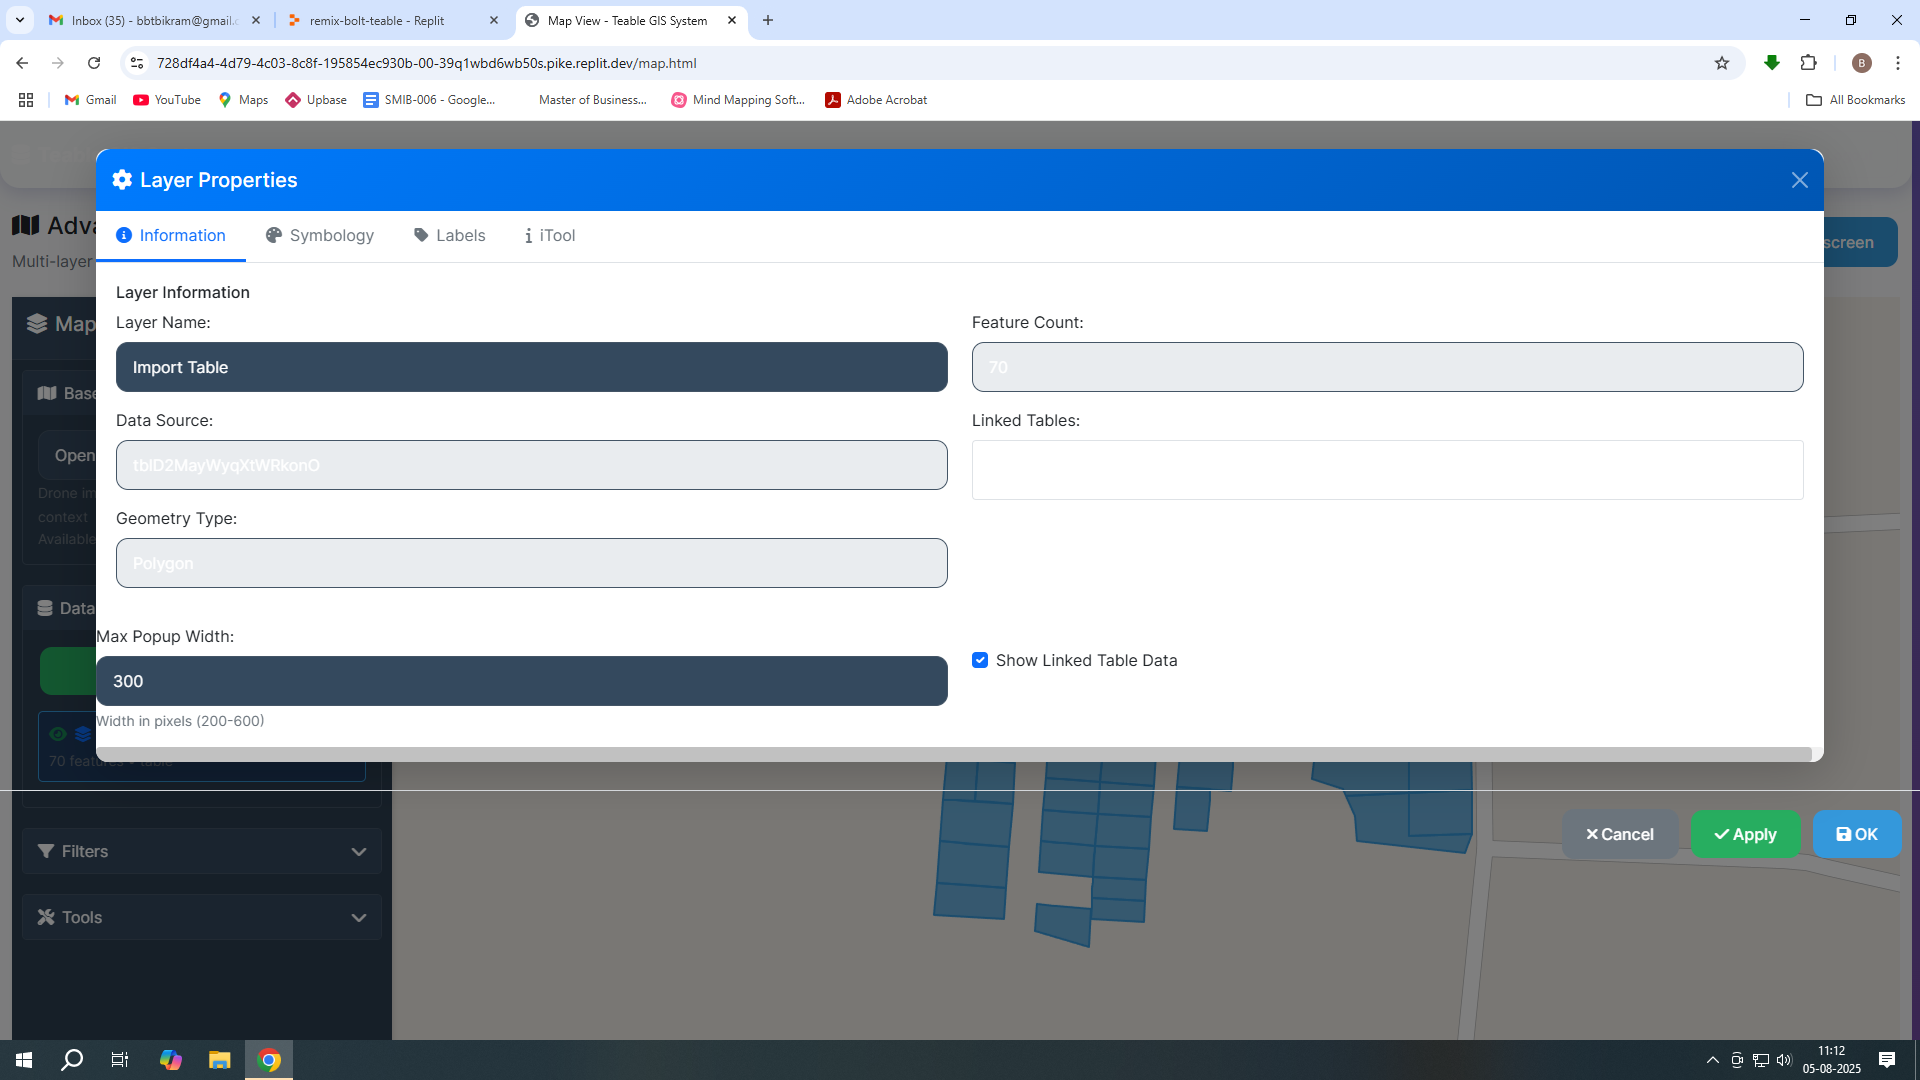 Inbox (35) - bbtbikram@gmail.c
remix-bolt-teable - Replit
Map View - Teable GIS System
728df4a4-4d79-4c03-8c8f-195854ec930b-00-39q1wbd6wb50s.pike.replit.dev/map.html
B
Gmail
YouTube
Maps
Upbase
SMIB-006 - Google...
Master of Business...
Mind Mapping Soft...
Adobe Acrobat
All Bookmarks
Layer Properties
Adva
Multi-layer
screen
Information
Symbology
Labels
iTool
Layer Information
Layer Name:
Feature Count:
Import Table
70
Data Source:
Linked Tables:
tblD2MayWyqXtWRkonO
Geometry Type:
Polygon
Map
Base
Open
Drone im
context
Available
Data
Max Popup Width:
300
Show Linked Table Data
Width in pixels (200-600)
70 features - table
Cancel
Apply
OK
Filters
Tools
11:12
05-08-2025